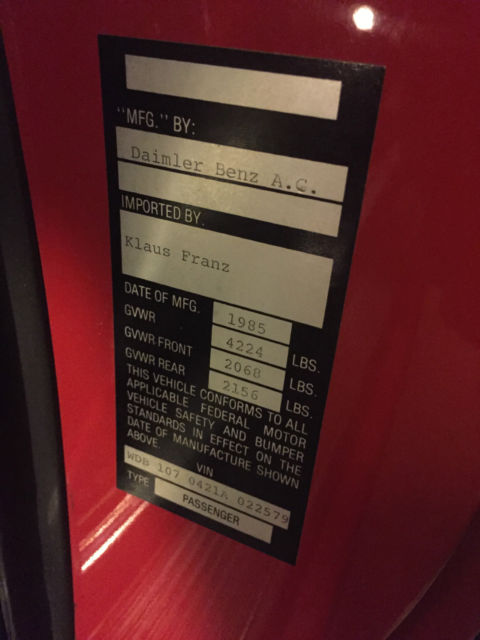 "MFG." BY:
Daimler Benz A.G.
IMPORTED BY.
Klaus Franz
DATE OF MFG. 1985
GVWR 4224 LBS.
GVWR FRONT 2068 LBS.
GVWR REAR 2156 LBS.
THIS VEHICLE CONFORMS TO ALL
APPLICABLE FEDERAL MOTOR
VEHICLE SAFETY AND BUMPER
STANDARDS IN EFFECT ON THE
DATE OF MANUFACTURE SHOWN
ABOVE.
VIN
WDB 107 0421A 022579
TYPE PASSENGER